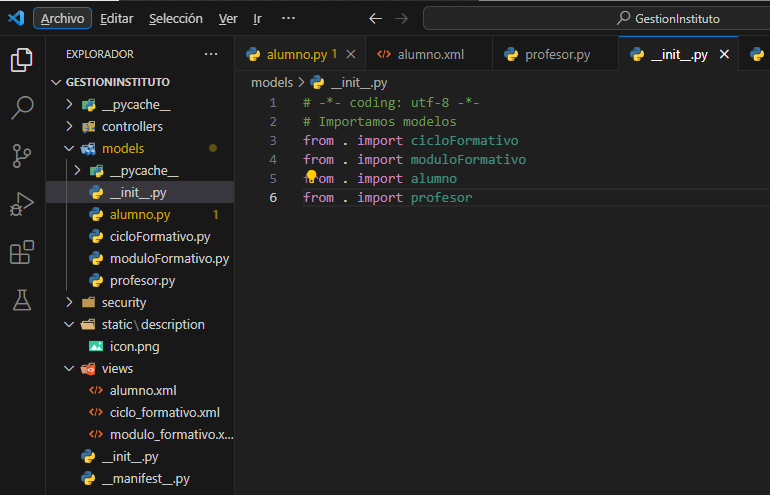 Archivo Editar Selección Ver Ir ··· GestionInstituto
EXPLORADOR ···
GESTIONINSTITUTO
__pycache__
controllers
models
__pycache__
__init__.py
alumno.py 1
cicloFormativo.py
moduloFormativo.py
profesor.py
security
static\description
icon.png
views
alumno.xml
ciclo_formativo.xml
modulo_formativo.x...
__init__.py
__manifest__.py
alumno.py 1 alumno.xml profesor.py __init__.py
models > __init__.py
1 # -*- coding: utf-8 -*-
2 # Importamos modelos
3 from . import cicloFormativo
4 from . import moduloFormativo
5 from . import alumno
6 from . import profesor